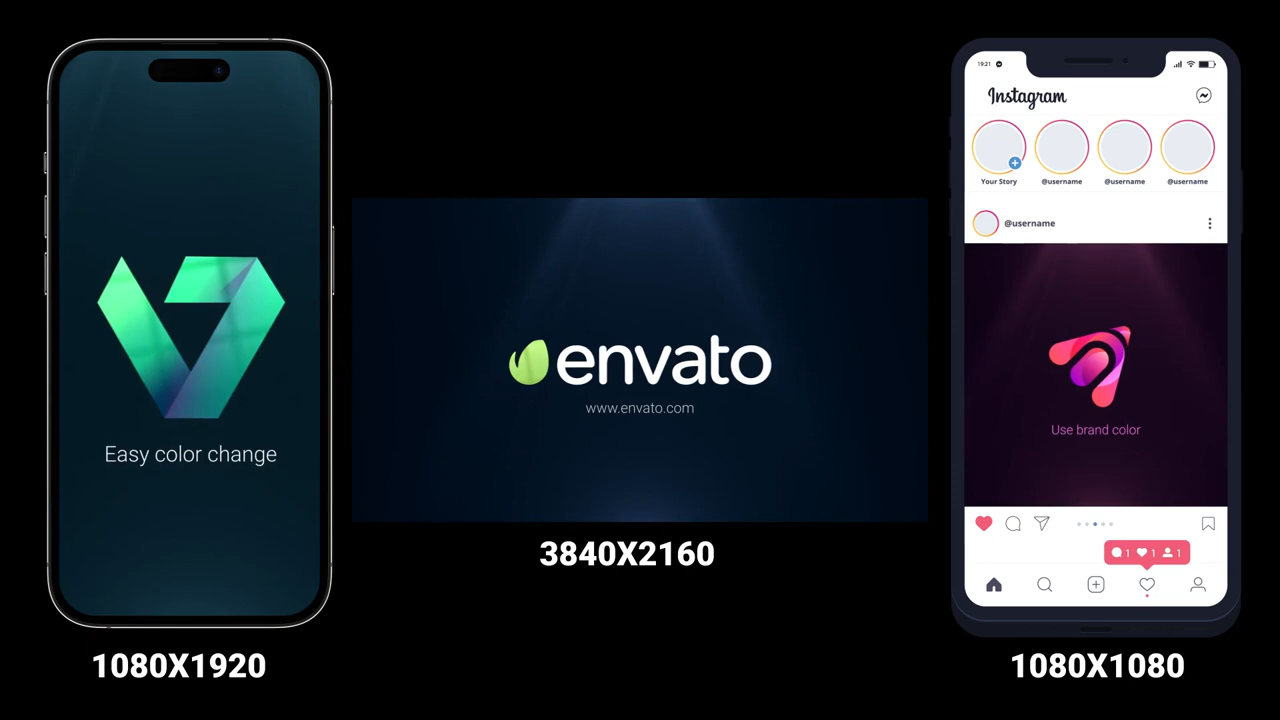 Easy color change
1080X1920
envato
www.envato.com
3840X2160
19:21
Instagram
Your Story
@username
@username
@username
@username
Use brand color
1 1 1
1080X1080